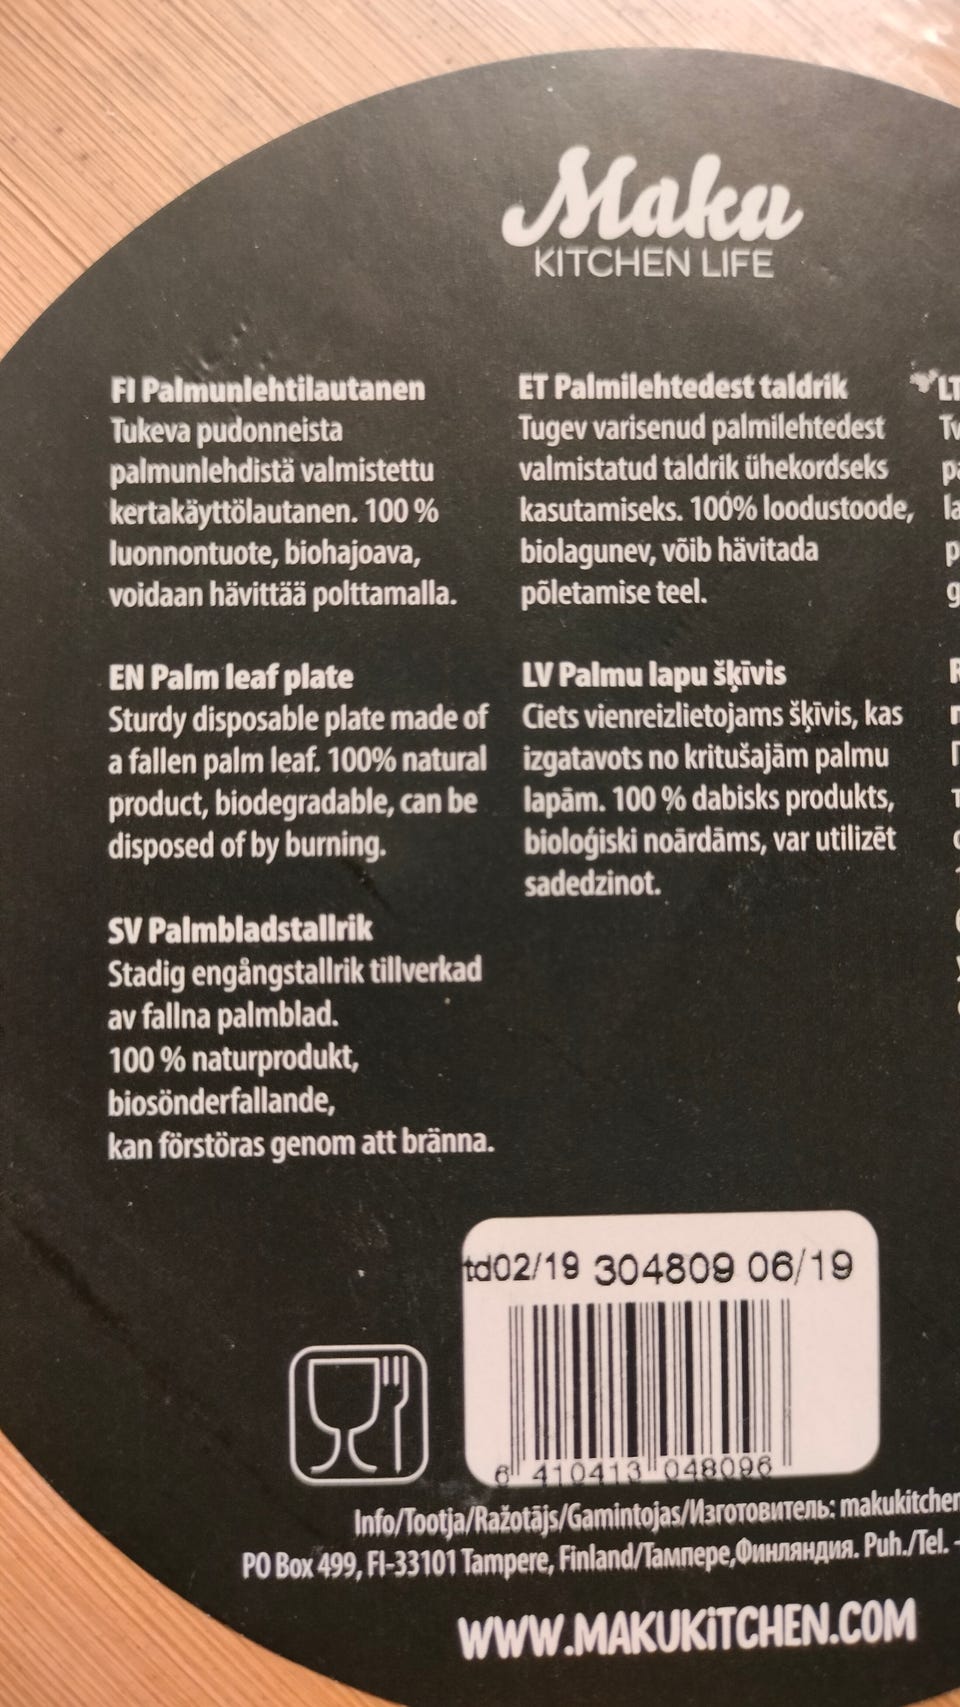 Maku
KITCHEN LIFE
FI Palmunlehtilautanen
Tukeva pudonneista
palmunlehdistä valmistettu
kertakäyttölautanen. 100 %
luonnontuote, biohajoava,
voidaan hävittää polttamalla.
EN Palm leaf plate
Sturdy disposable plate made of
a fallen palm leaf. 100% natural
product, biodegradable, can be
disposed of by burning.
SV Palmbladstallrik
Stadig engångstallrik tillverkad
av fallna palmblad.
100 % naturprodukt,
biosönderfallande,
kan förstöras genom att bränna.
ET Palmilehtedest taldrik
Tugev varisenud palmilehtedest
valmistatud taldrik ühekordseks
kasutamiseks. 100% loodustoode,
biolagunev, võib hävitada
põletamise teel.
LV Palmu lapu šķīvis
Ciets vienreizlietojams šķīvis, kas
izgatavots no kritušajām palmu
lapām. 100 % dabisks produkts,
bioloģiski noārdāms, var utilizēt
sadedzinot.
LT
td02/19 304809 06/19
6 410413 048096
Info/Tootja/Ražotājs/Gamintojas/Изготовитель: makukitchen
PO Box 499, FI-33101 Tampere, Finland/Тампере,Финляндия. Puh./Tel.
WWW.MAKUKiTCHEN.COM